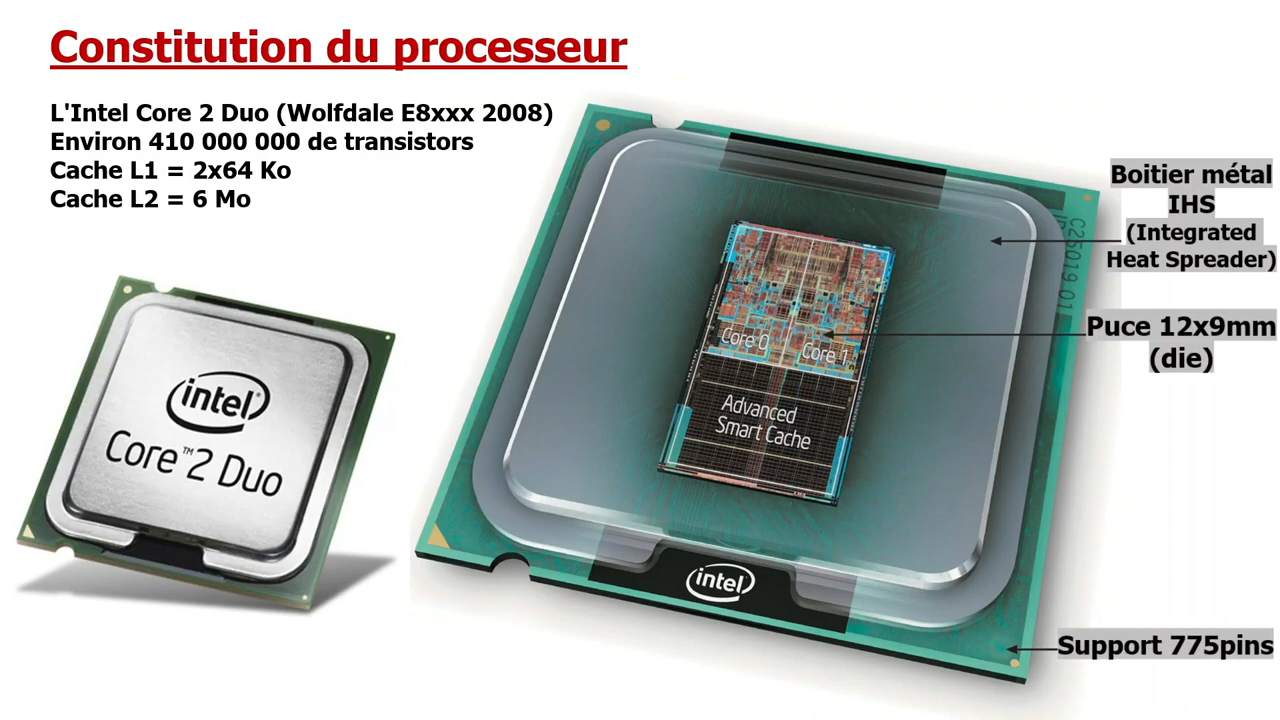 Constitution du processeur
L'Intel Core 2 Duo (Wolfdale E8xxx 2008)
Environ 410 000 000 de transistors
Cache L1 = 2x64 Ko
Cache L2 = 6 Mo
intel®
Core™2 Duo
Core 0
Core 1
Advanced
Smart Cache
intel
Boitier métal
IHS
(Integrated
Heat Spreader)
Puce 12x9mm
(die)
Support 775pins